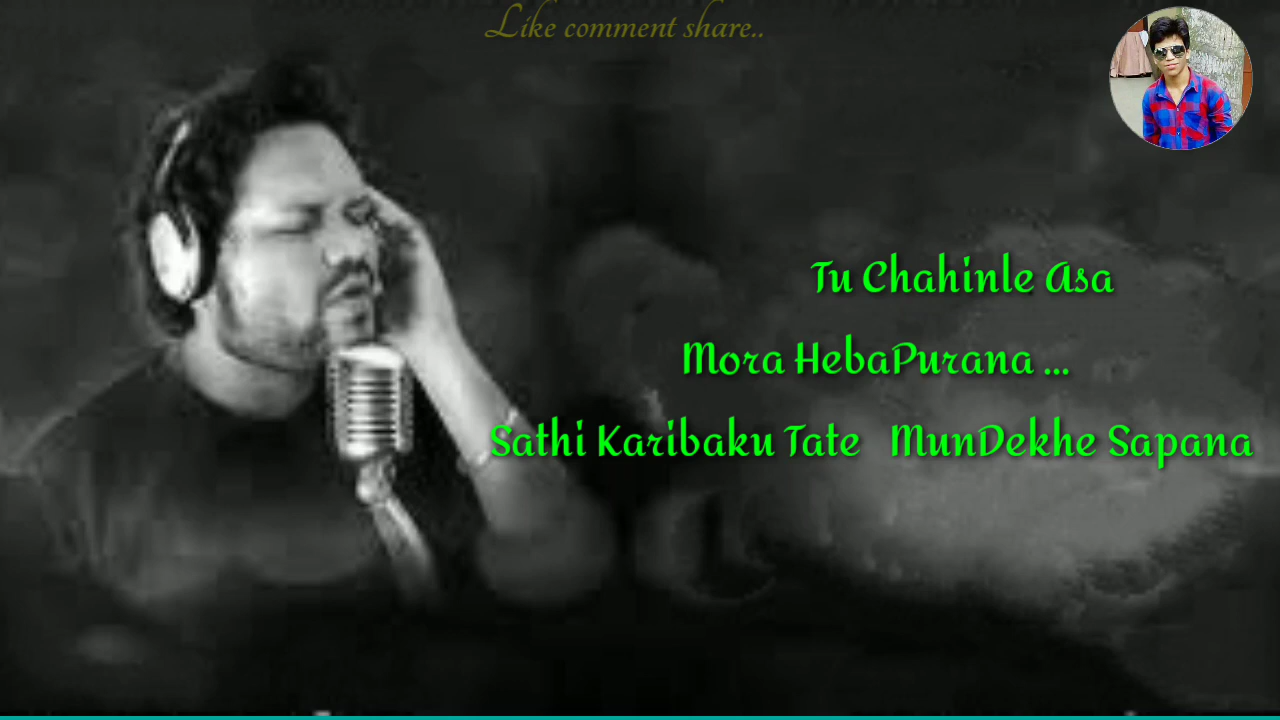 Like comment share..
Tu Chahinle Asa
Mora HebaPurana ...
Sathi Karibaku Tate MunDekhe Sapana